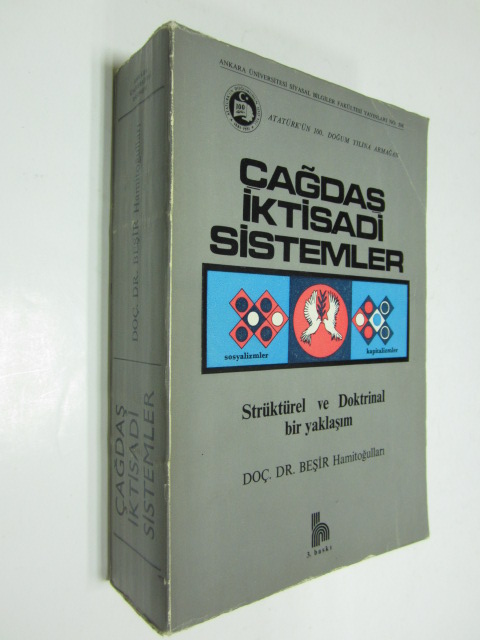 ANKARA ÜNİVERSİTESİ SİYASAL BİLGİLER FAKÜLTESİ YAYINLARI NO:
ATATÜRK'ÜN 100. DOĞUM YILINA ARMAĞAN
ÇAĞDAŞ
İKTİSADİ
SİSTEMLER
sosyalizmler
kapitalizmler
Strüktürel ve Doktrinal
bir yaklaşım
DOÇ. DR. BEŞİR Hamitoğulları
h
3. baskı
DOÇ. DR. BEŞİR Hamitoğulları
ÇAĞDAŞ
İKTİSADİ
SİSTEMLER